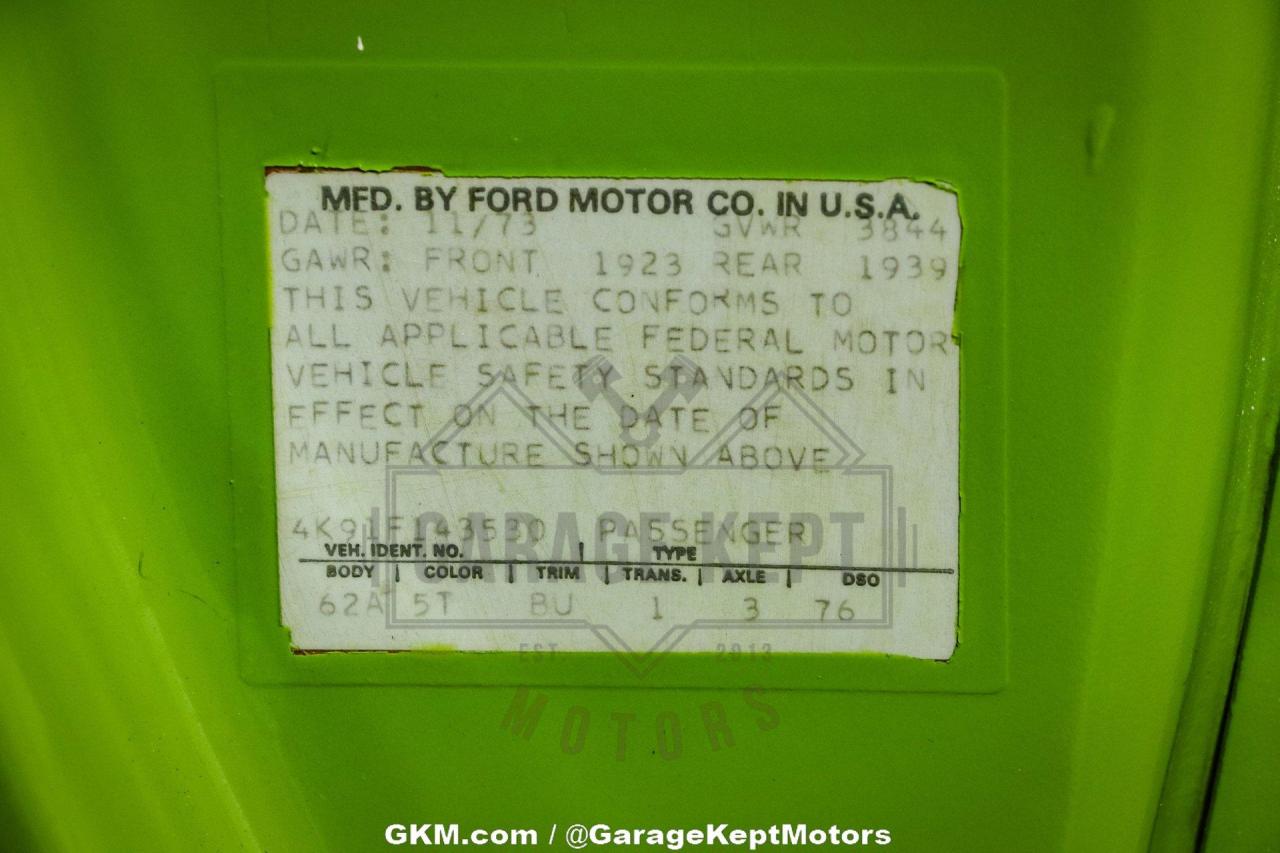 MFD. BY FORD MOTOR CO. IN U.S.A.
DATE: 11/73 GVWR 3844
GAWR: FRONT 1923 REAR 1939
THIS VEHICLE CONFORMS TO
ALL APPLICABLE FEDERAL MOTOR
VEHICLE SAFETY STANDARDS IN
EFFECT ON THE DATE OF
MANUFACTURE SHOWN ABOVE
4K91F143530 PASSENGER
VEH. IDENT. NO. | TYPE
BODY | COLOR | TRIM | TRANS. | AXLE | DSO
62A 5T BU 1 3 76
GARAGE KEPT
EST. 2013
MOTORS
GKM.com / @GarageKeptMotors